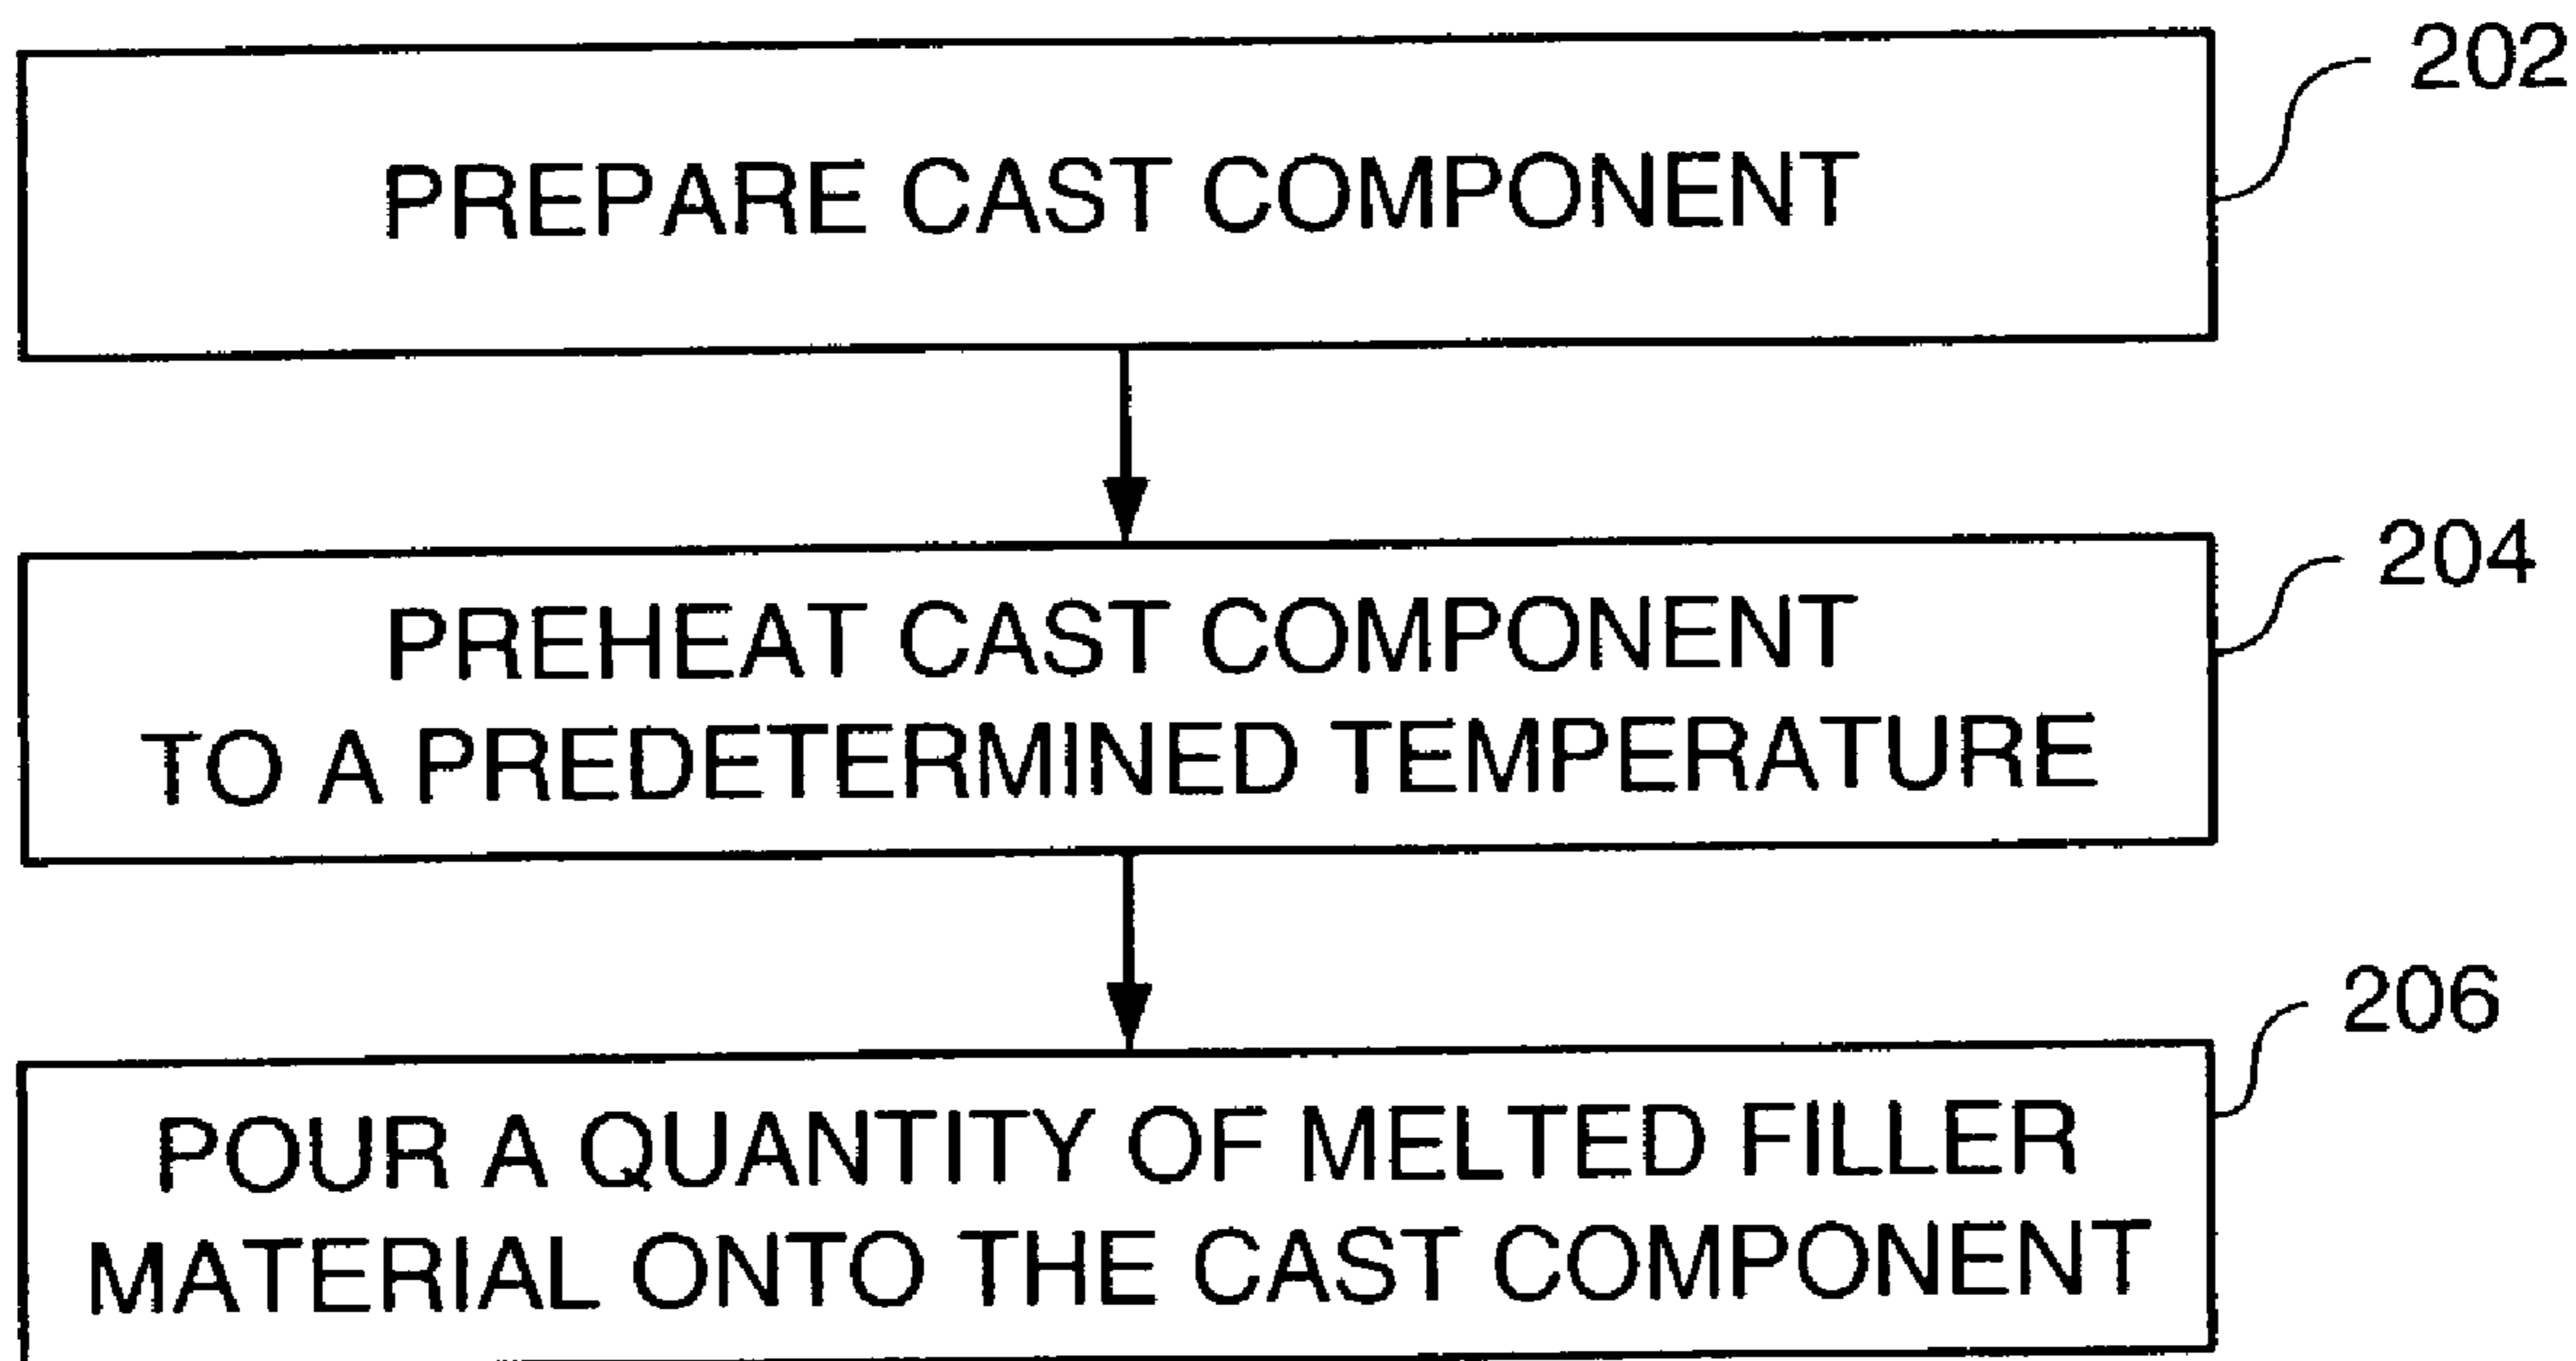 202
PREPARE CAST COMPONENT
204
PREHEAT CAST COMPONENT
TO A PREDETERMINED TEMPERATURE
206
POUR A QUANTITY OF MELTED FILLER
MATERIAL ONTO THE CAST COMPONENT